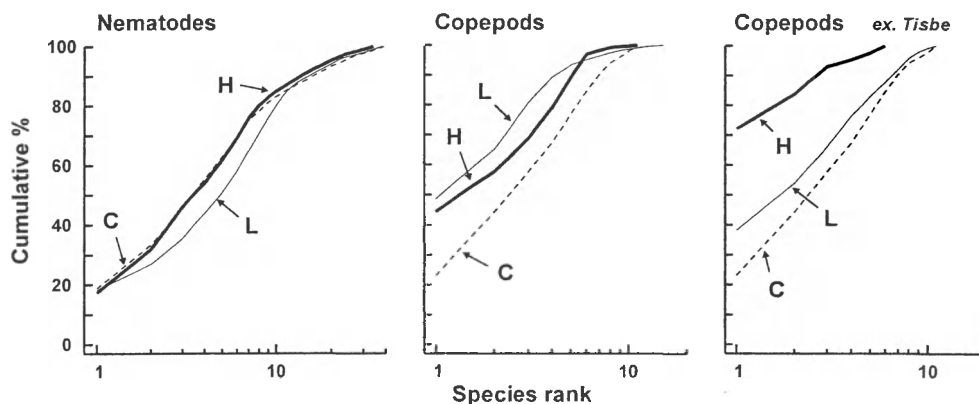 Nematodes
Copepods
Copepods ex. Tisbe
Cumulative %
100
80
60
40
20
0
H
C
L
1
10
L
H
C
1
10
H
L
C
1
10
Species rank